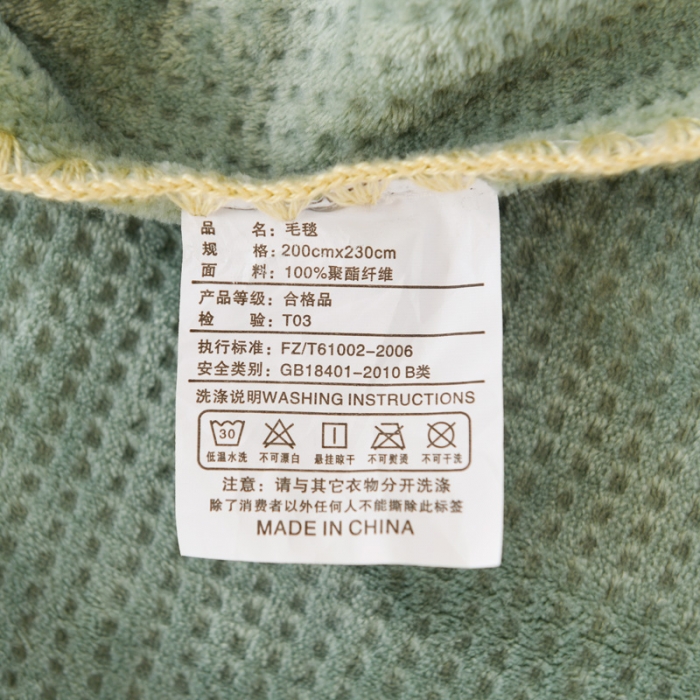 品 名：毛毯
规 格：200cmx230cm
面 料：100%聚酯纤维
产品等级：合格品
检 验：T03
执行标准：FZ/T61002-2006
安全类别：GB18401-2010 B类
洗涤说明WASHING INSTRUCTIONS
30
低温水洗 不可漂白 悬挂晾干 不可熨烫 不可干洗
注意：请与其它衣物分开洗涤
除了消费者以外任何人不能撕除此标签
MADE IN CHINA